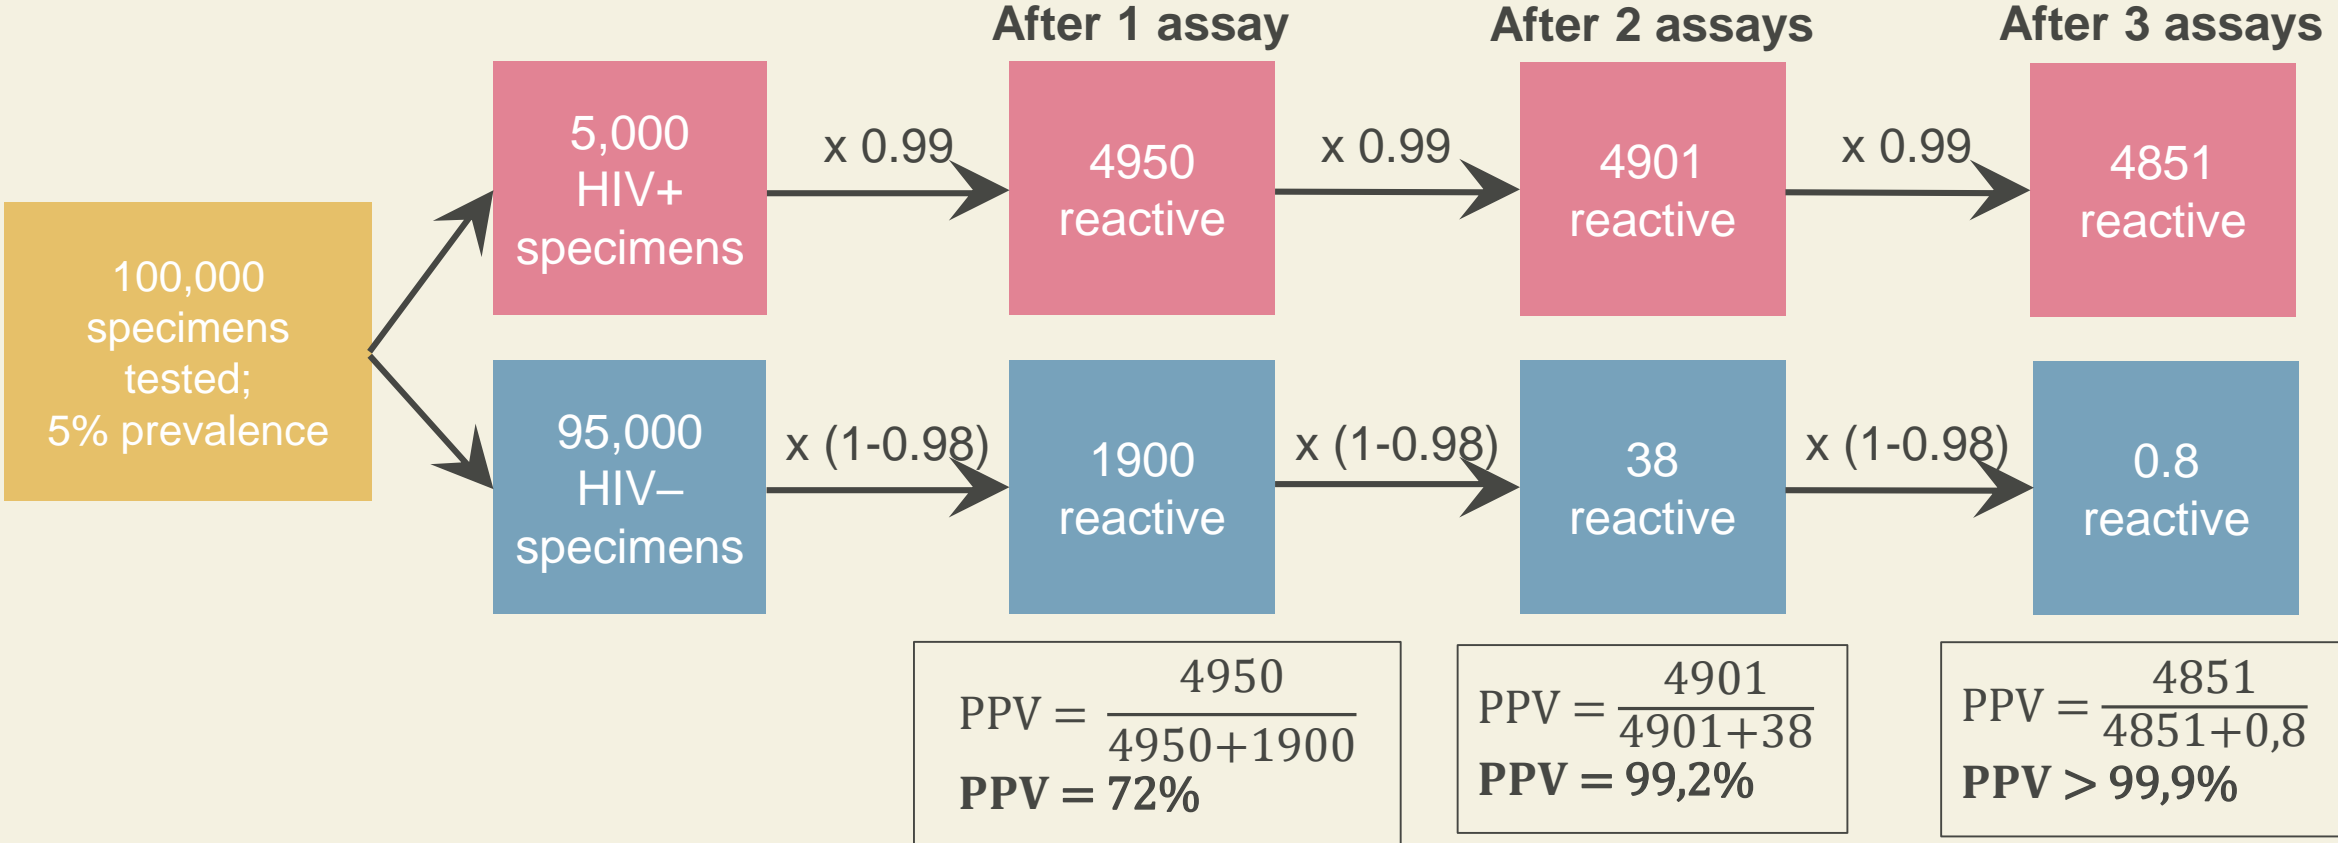 After 1 assay
After 2 assays
After 3 assays
100,000
specimens
tested;
5% prevalence
5,000
HIV+
specimens
x 0.99
4950
reactive
x 0.99
4901
reactive
x 0.99
4851
reactive
95,000
HIV–
specimens
x (1-0.98)
1900
reactive
x (1-0.98)
38
reactive
x (1-0.98)
0.8
reactive
PPV = 4950
4950+1900
PPV = 72%
PPV = 4901
4901+38
PPV = 99,2%
PPV = 4851
4851+0,8
PPV > 99,9%